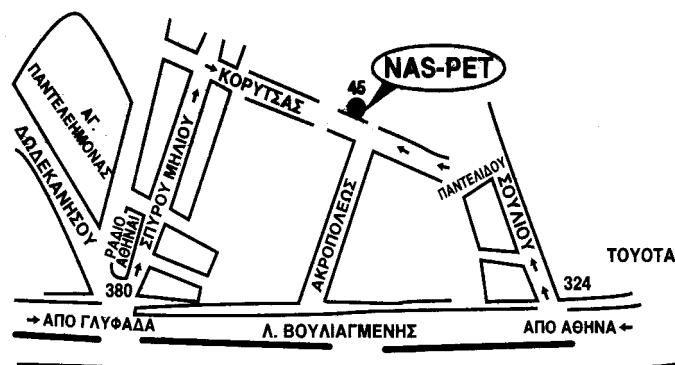 NAS-PET
45
ΚΟΡΥΤΣΑΣ
ΑΓ.
ΠΑΝΤΕΛΕΗΜΟΝΑΣ
ΔΩΔΕΚΑΝΗΣΟΥ
ΣΠΥΡΟΥ ΜΗΛΙΟΥ
ΡΑΔΙΟ
ΑΘΗΝΑΙ
ΑΚΡΟΠΟΛΕΩΣ
ΠΑΝΤΕΛΙΔΟΥ
ΣΟΥΛΙΟΥ
TOYOTA
380
324
→ΑΠΟ ΓΛΥΦΑΔΑ
Λ. ΒΟΥΛΙΑΓΜΕΝΗΣ
ΑΠΟ ΑΘΗΝΑ←